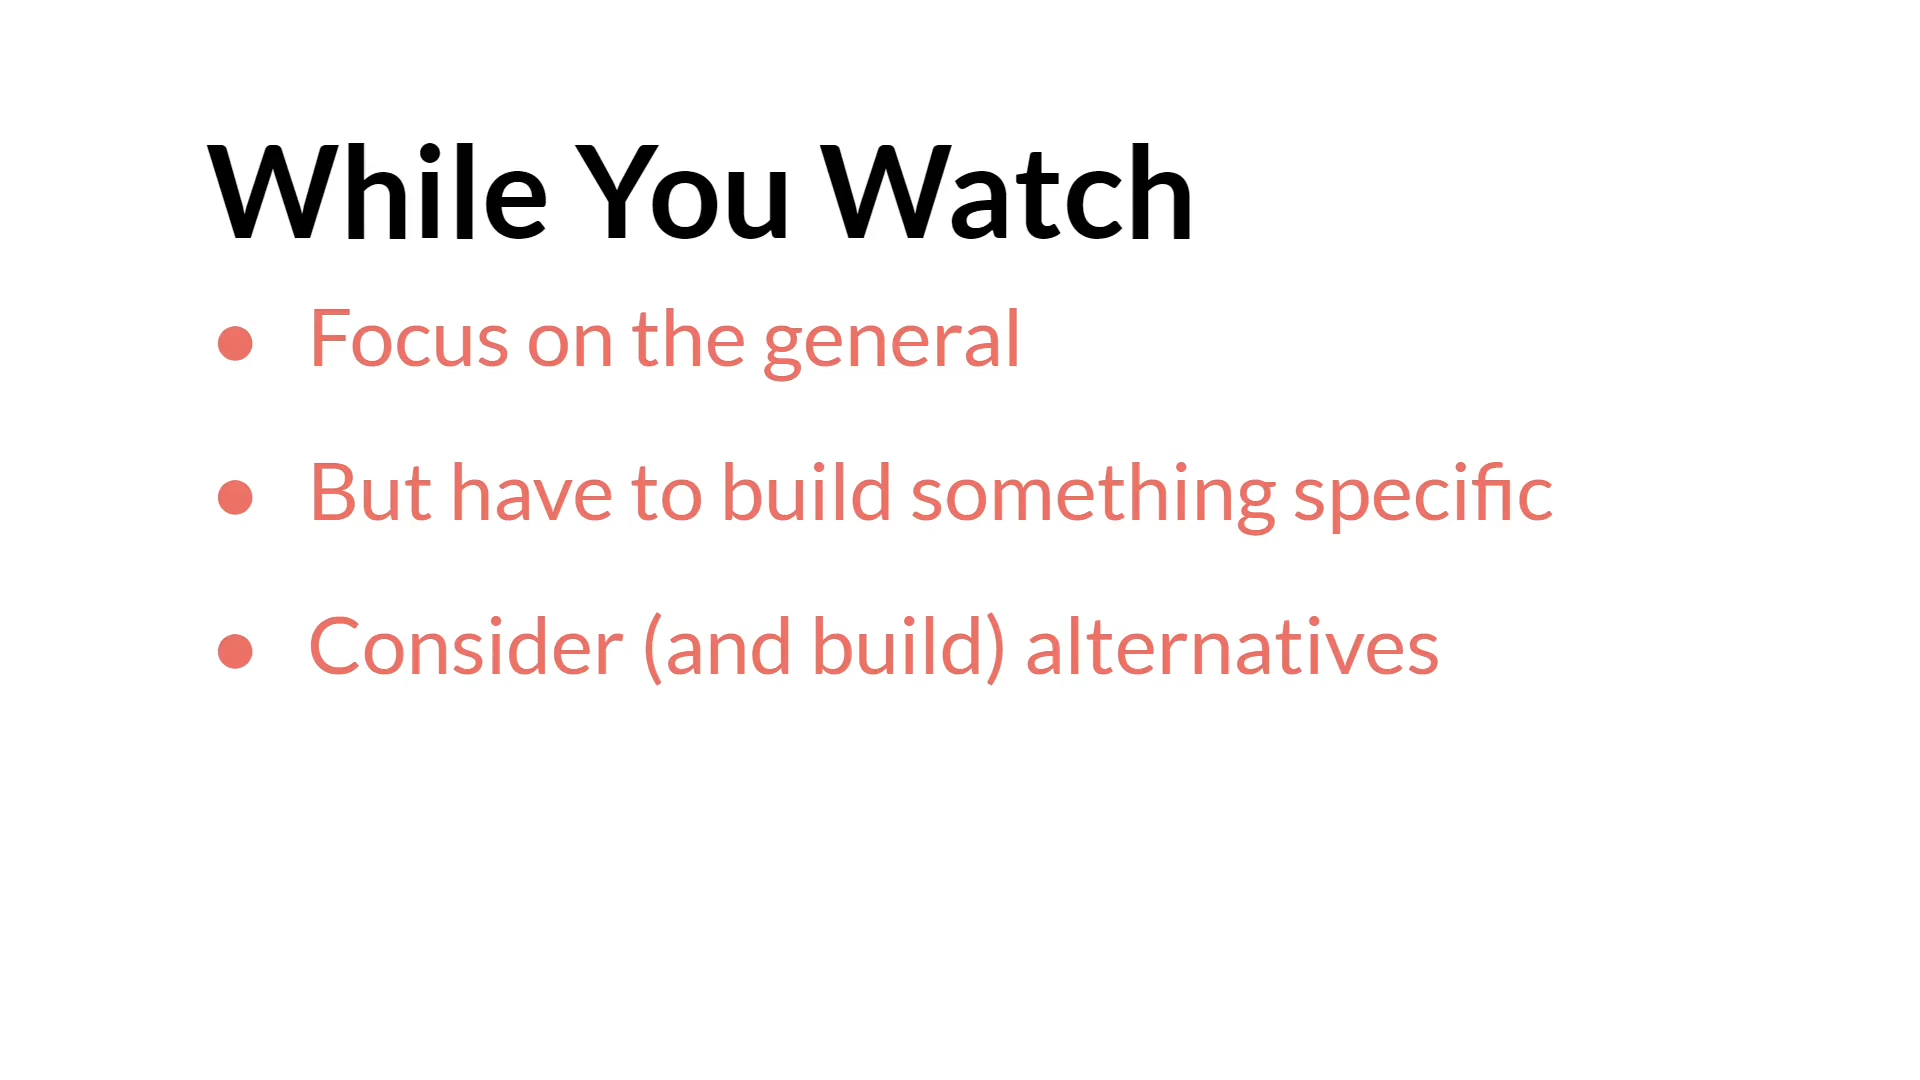 While You Watch
● Focus on the general
● But have to build something specific
● Consider (and build) alternatives